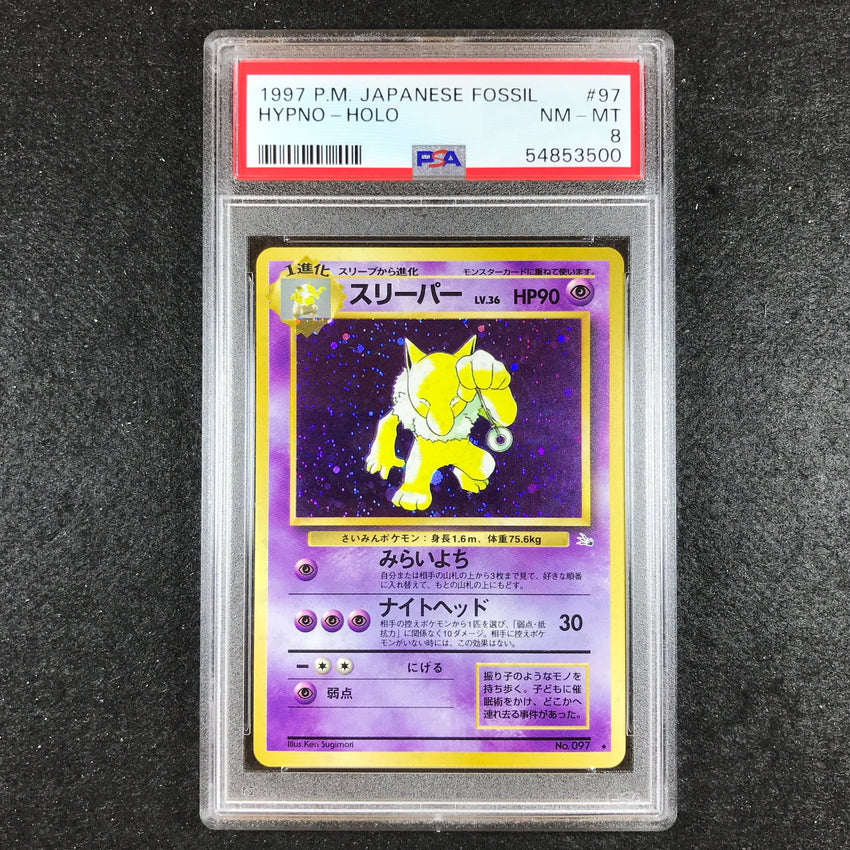 1997 P.M. JAPANESE FOSSIL #97
HYPNO - HOLO NM - MT
8
PSA 54853500
1進化 スリープから進化 モンスターカードに重ねて使います。
スリーパー LV.36 HP90
さいみんポケモン：身長1.6m、体重75.6kg
みらいよち
自分または相手の山札の上から3枚まで見て、好きな順番
に入れ替えて、もとの山札の上にもどす。
ナイトヘッド 30
相手の控えポケモンから1匹を選び、「弱点・抵
抗力」に関係なく10ダメージ。相手に控えポケ
モンがいない時には、この効果はない。
にげる
弱点
振り子のようなモノを
持ち歩く。子どもに催
眠術をかけ、どこかへ
連れ去る事件があった。
Illus.Ken Sugimori No. 097 ★